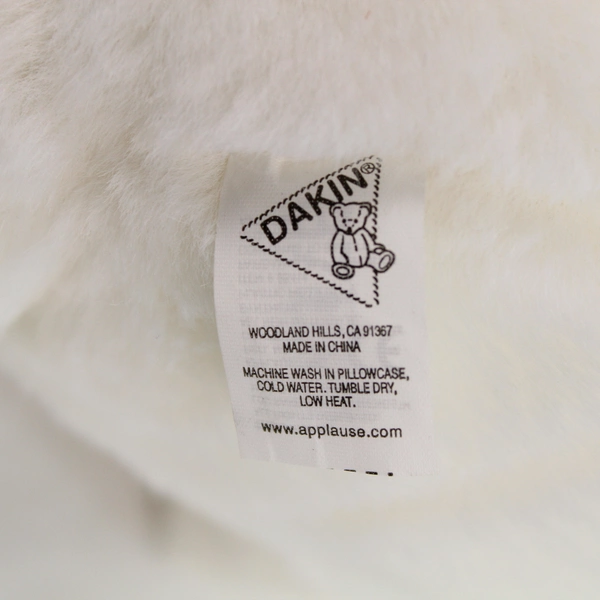 DAKIN®
WOODLAND HILLS, CA 91367
MADE IN CHINA
MACHINE WASH IN PILLOWCASE,
COLD WATER. TUMBLE DRY,
LOW HEAT.
www.applause.com